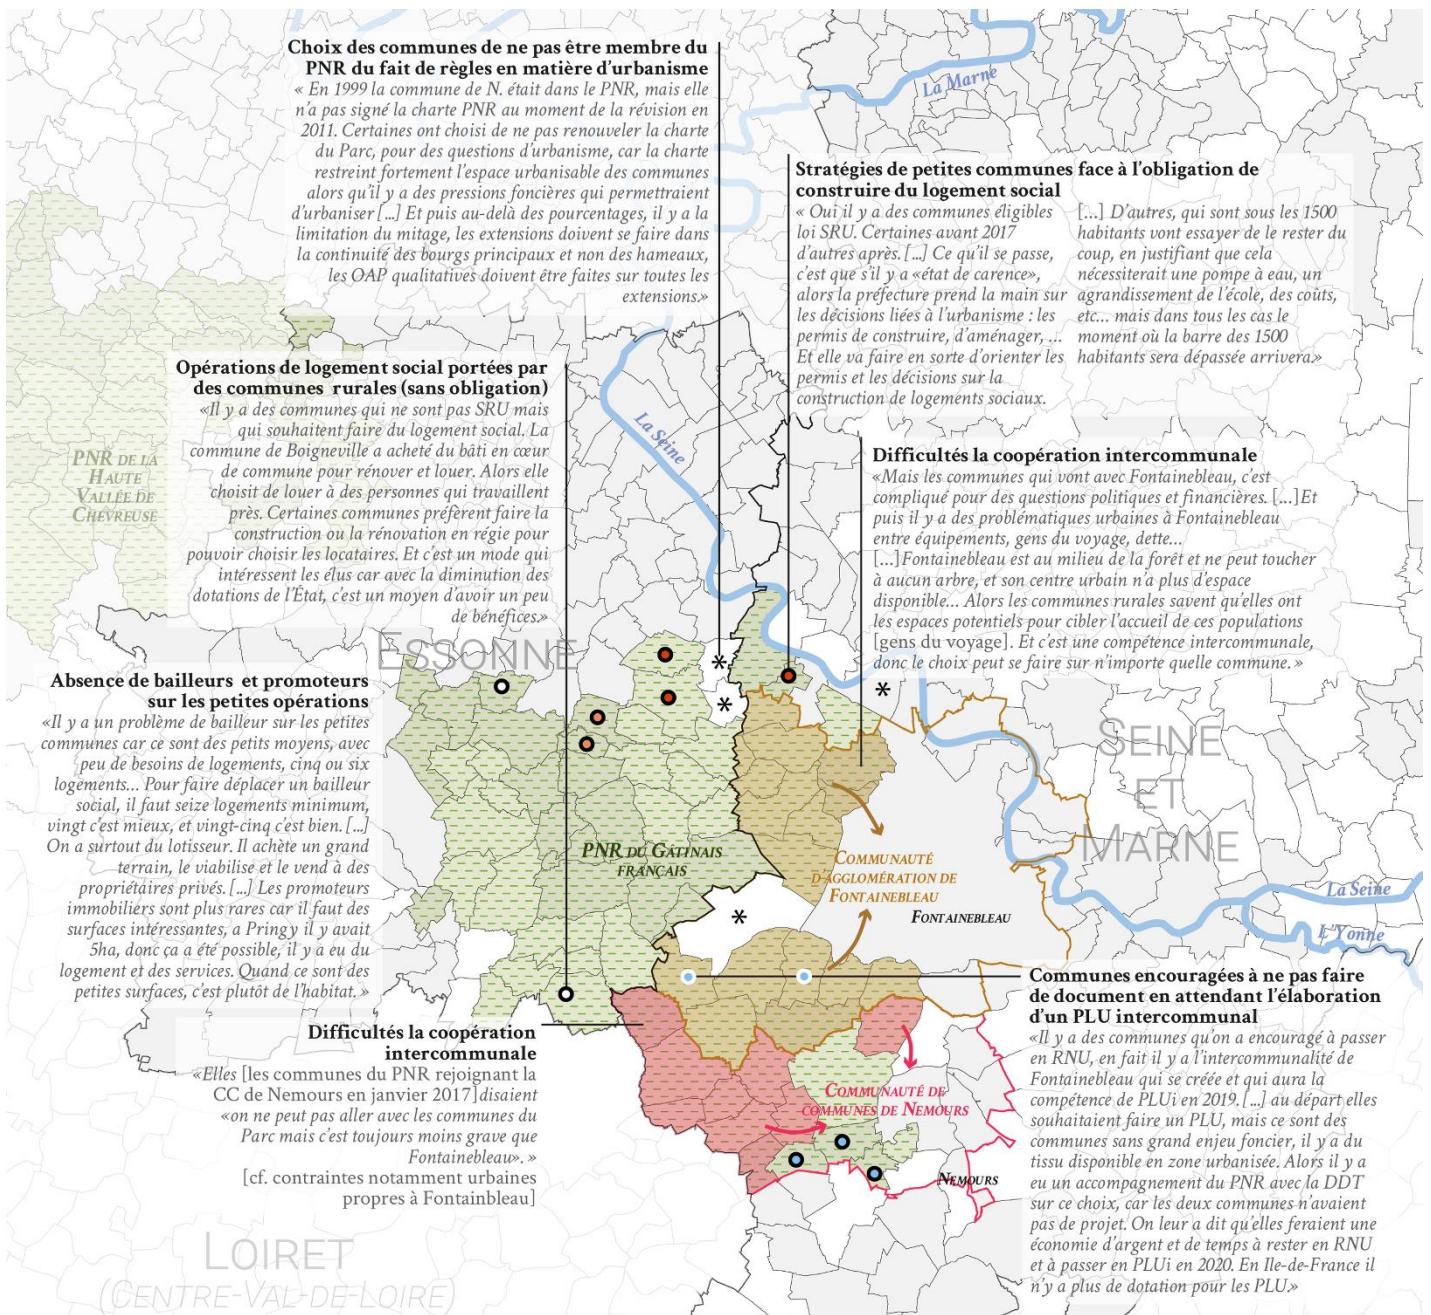 Choix des communes de ne pas être membre du
PNR du fait de règles en matière d’urbanisme
« En 1999 la commune de N. était dans le PNR, mais elle
n’a pas signé la charte PNR au moment de la révision en
2011. Certaines ont choisi de ne pas renouveler la charte
du Parc, pour des questions d’urbanisme, car la charte
restreint fortement l’espace urbanisable des communes
alors qu’il y a des pressions foncières qui permettraient
d’urbaniser [...] Et puis au-delà des pourcentages, il y a la
limitation du mitage, les extensions doivent se faire dans
la continuité des bourgs principaux et non des hameaux,
les OAP qualitatives doivent être faites sur toutes les
extensions.»
La Marne
Stratégies de petites communes face à l’obligation de
construire du logement social
« Oui il y a des communes éligibles
loi SRU. Certaines avant 2017
d’autres après. [...] Ce qu’il se passe,
c’est que s’il y a «état de carence»,
alors la préfecture prend la main sur
les décisions liées à l’urbanisme : les
permis de construire, d’aménager, ...
Et elle va faire en sorte d’orienter les
permis et les décisions sur la
construction de logements sociaux.
[...] D’autres, qui sont sous les 1500
habitants vont essayer de le rester du
coup, en justifiant que cela
nécessiterait une pompe à eau, un
agrandissement de l’école, des coûts,
etc... mais dans tous les cas le
moment où la barre des 1500
habitants sera dépassée arrivera.»
Opérations de logement social portées par
des communes rurales (sans obligation)
«Il y a des communes qui ne sont pas SRU mais
qui souhaitent faire du logement social. La
commune de Boigneville a acheté du bâti en cœur
de commune pour rénover et louer. Alors elle
choisit de louer à des personnes qui travaillent
près. Certaines communes préfèrent faire la
construction ou la rénovation en régie pour
pouvoir choisir les locataires. Et c’est un mode qui
intéressent les élus car avec la diminution des
dotations de l’État, c’est un moyen d’avoir un peu
de bénéfices.»
La Seine
PNR DE LA
HAUTE
VALLÉE DE
CHEVREUSE
Difficultés la coopération intercommunale
«Mais les communes qui vont avec Fontainebleau, c’est
compliqué pour des questions politiques et financières. [...]Et
puis il y a des problématiques urbaines à Fontainebleau
entre équipements, gens du voyage, dette...
[...]Fontainebleau est au milieu de la forêt et ne peut toucher
à aucun arbre, et son centre urbain n’a plus d’espace
disponible... Alors les communes rurales savent qu’elles ont
les espaces potentiels pour cibler l’accueil de ces populations
[gens du voyage]. Et c’est une compétence intercommunale,
donc le choix peut se faire sur n’importe quelle commune. »
ESSONNE
*
*
*
*
Absence de bailleurs et promoteurs
sur les petites opérations
«Il y a un problème de bailleur sur les petites
communes car ce sont des petits moyens, avec
peu de besoins de logements, cinq ou six
logements... Pour faire déplacer un bailleur
social, il faut seize logements minimum,
vingt c’est mieux, et vingt-cinq c’est bien. [...]
On a surtout du lotisseur. Il achète un grand
terrain, le viabilise et le vend à des
propriétaires privés. [...] Les promoteurs
immobiliers sont plus rares car il faut des
surfaces intéressantes, a Pringy il y avait
5ha, donc ça a été possible, il y a eu du
logement et des services. Quand ce sont des
petites surfaces, c’est plutôt de l’habitat.»
SEINE
ET
MARNE
PNR DU GÂTINAIS
FRANÇAIS
COMMUNAUTÉ
D’AGGLOMÉRATION DE
FONTAINEBLEAU
FONTAINEBLEAU
La Seine
L’Yonne
Communes encouragées à ne pas faire
de document en attendant l’élaboration
d’un PLU intercommunal
«Il y a des communes qu’on a encouragé à passer
en RNU, en fait il y a l’intercommunalité de
Fontainebleau qui se créée et qui aura la
compétence de PLUi en 2019. [...] au départ elles
souhaitaient faire un PLU, mais ce sont des
communes sans grand enjeu foncier, il y a du
tissu disponible en zone urbanisée. Alors il y a
eu un accompagnement du PNR avec la DDT
sur ce choix, car les deux communes n’avaient
pas de projet. On leur a dit qu’elles feraient une
économie d’argent et de temps à rester en RNU
et à passer en PLUi en 2020. En Ile-de-France il
n’y a plus de dotation pour les PLU.»
Difficultés la coopération
intercommunale
«Elles [les communes du PNR rejoignant la
CC de Nemours en janvier 2017]disaient
«on ne peut pas aller avec les communes du
Parc mais c’est toujours moins grave que
Fontainebleau». »
[cf. contraintes notamment urbaines
propres à Fontainbleau]
COMMUNAUTÉ DE
COMMUNES DE NEMOURS
NEMOURS
LOIRET
(CENTRE-VAL-DE-LOIRE)